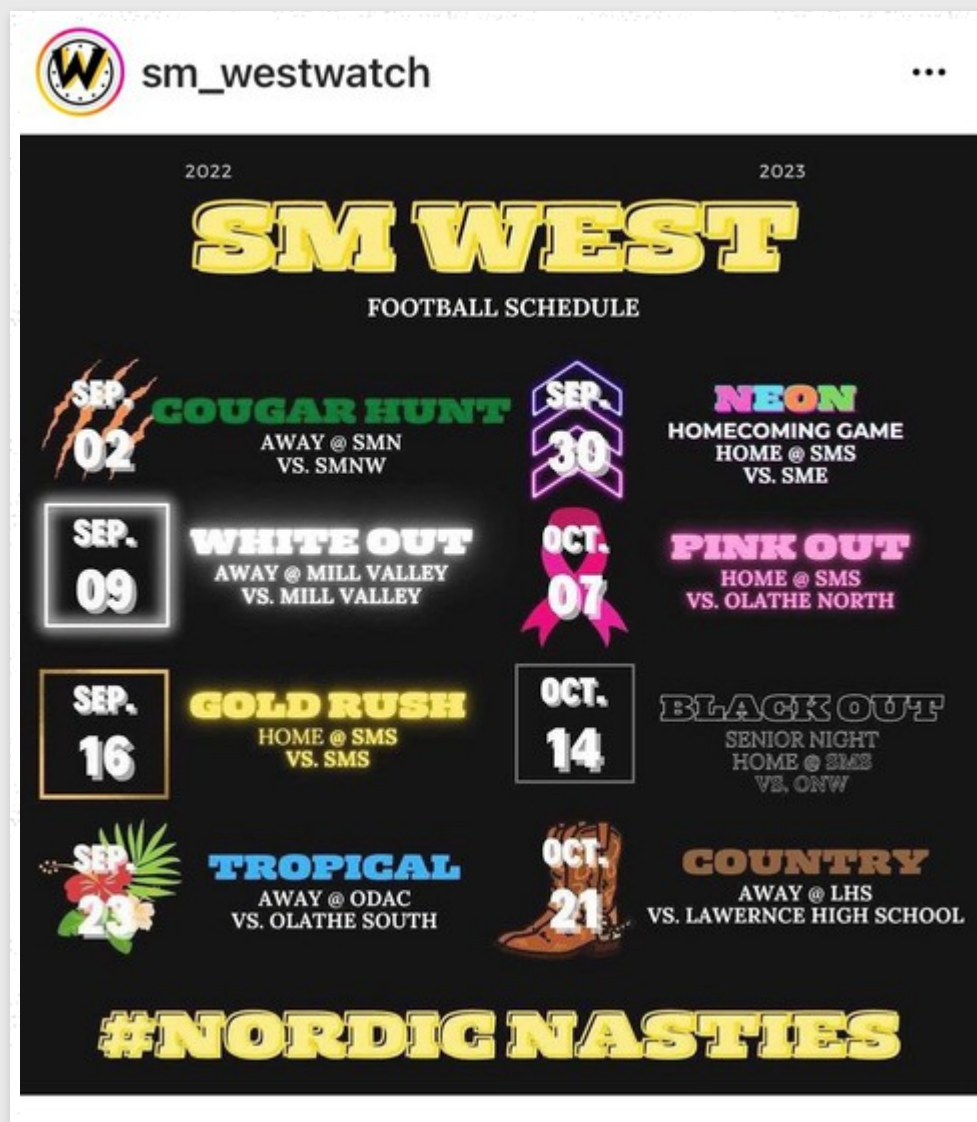 W
sm_westwatch
2022
2023
SM WEST
FOOTBALL SCHEDULE
SEP.
02
COUGAR HUNT
AWAY @ SMN
VS. SMNW
SEP.
09
WHITE OUT
AWAY @ MILL VALLEY
VS. MILL VALLEY
SEP.
16
GOLD RUSH
HOME @ SMS
VS. SMS
SEP.
23
TROPICAL
AWAY @ ODAC
VS. OLATHE SOUTH
SEP.
30
NEON
HOMECOMING GAME
HOME @ SMS
VS. SME
OCT.
07
PINK OUT
HOME @ SMS
VS. OLATHE NORTH
OCT.
14
BLACK OUT
SENIOR NIGHT
HOME @ SMS
VS. ONW
OCT.
21
COUNTRY
AWAY @ LHS
VS. LAWERNCE HIGH SCHOOL
#NORDIC NASTIES